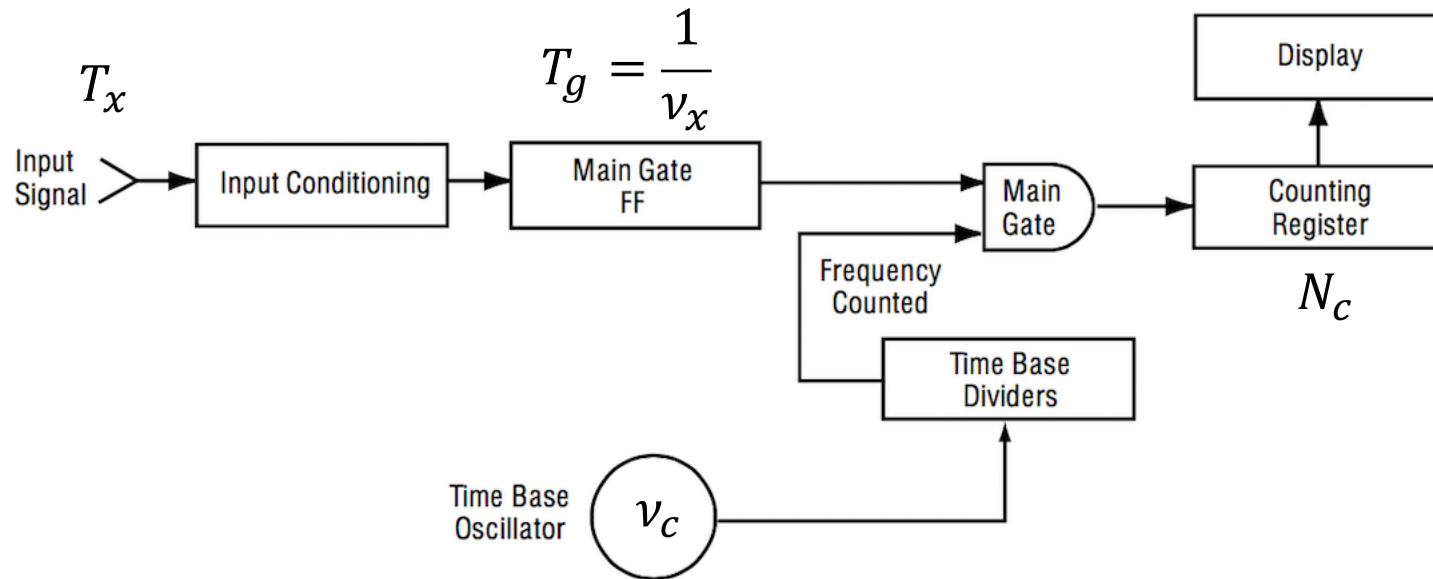 T_x
T_g = 1/ν_x
Display
Input
Signal
Input Conditioning
Main Gate
FF
Main
Gate
Counting
Register
Frequency
Counted
N_c
Time Base
Dividers
Time Base
Oscillator
ν_c